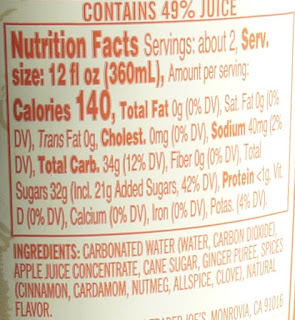 CONTAINS 49% JUICE
Nutrition Facts Servings: about 2, Serv.
size: 12 fl oz (360mL), Amount per serving:
Calories 140, Total Fat 0g (0% DV), Sat. Fat 0g (0%
DV), Trans Fat 0g, Cholest. 0mg (0% DV), Sodium 40mg (2%
DV), Total Carb. 34g (12% DV), Fiber 0g (0% DV), Total
Sugars 32g (Incl. 21g Added Sugars, 42% DV), Protein <1g, Vit.
D (0% DV), Calcium (0% DV), Iron (0% DV), Potas. (4% DV).
INGREDIENTS: CARBONATED WATER (WATER, CARBON DIOXIDE),
APPLE JUICE CONCENTRATE, CANE SUGAR, GINGER PUREE, SPICES
(CINNAMON, CARDAMOM, NUTMEG, ALLSPICE, CLOVE), NATURAL
FLAVOR.
TRADER JOE'S, MONROVIA, CA 91016